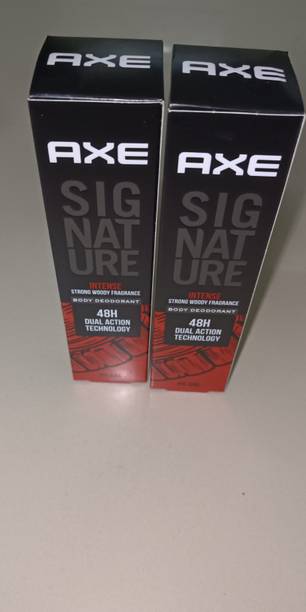 AXE
AXE
SIG
NAT
URE
INTENSE
STRONG WOODY FRAGRANCE
BODY DEODORANT
48H
DUAL ACTION
TECHNOLOGY
AXE
AXE
SIG
NAT
URE
INTENSE
STRONG WOODY FRAGRANCE
BODY DEODORANT
48H
DUAL ACTION
TECHNOLOGY